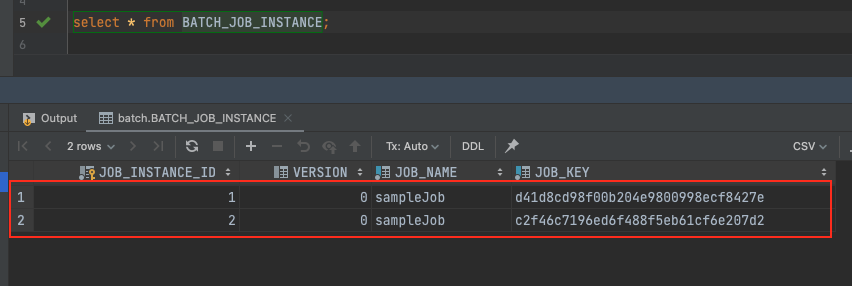 4
5 select * from BATCH_JOB_INSTANCE;
6
Output batch.BATCH_JOB_INSTANCE
2 rows Tx: Auto DDL CSV
JOB_INSTANCE_ID VERSION JOB_NAME JOB_KEY
1 1 0 sampleJob d41d8cd98f00b204e9800998ecf8427e
2 2 0 sampleJob c2f46c7196ed6f488f5eb61cf6e207d2